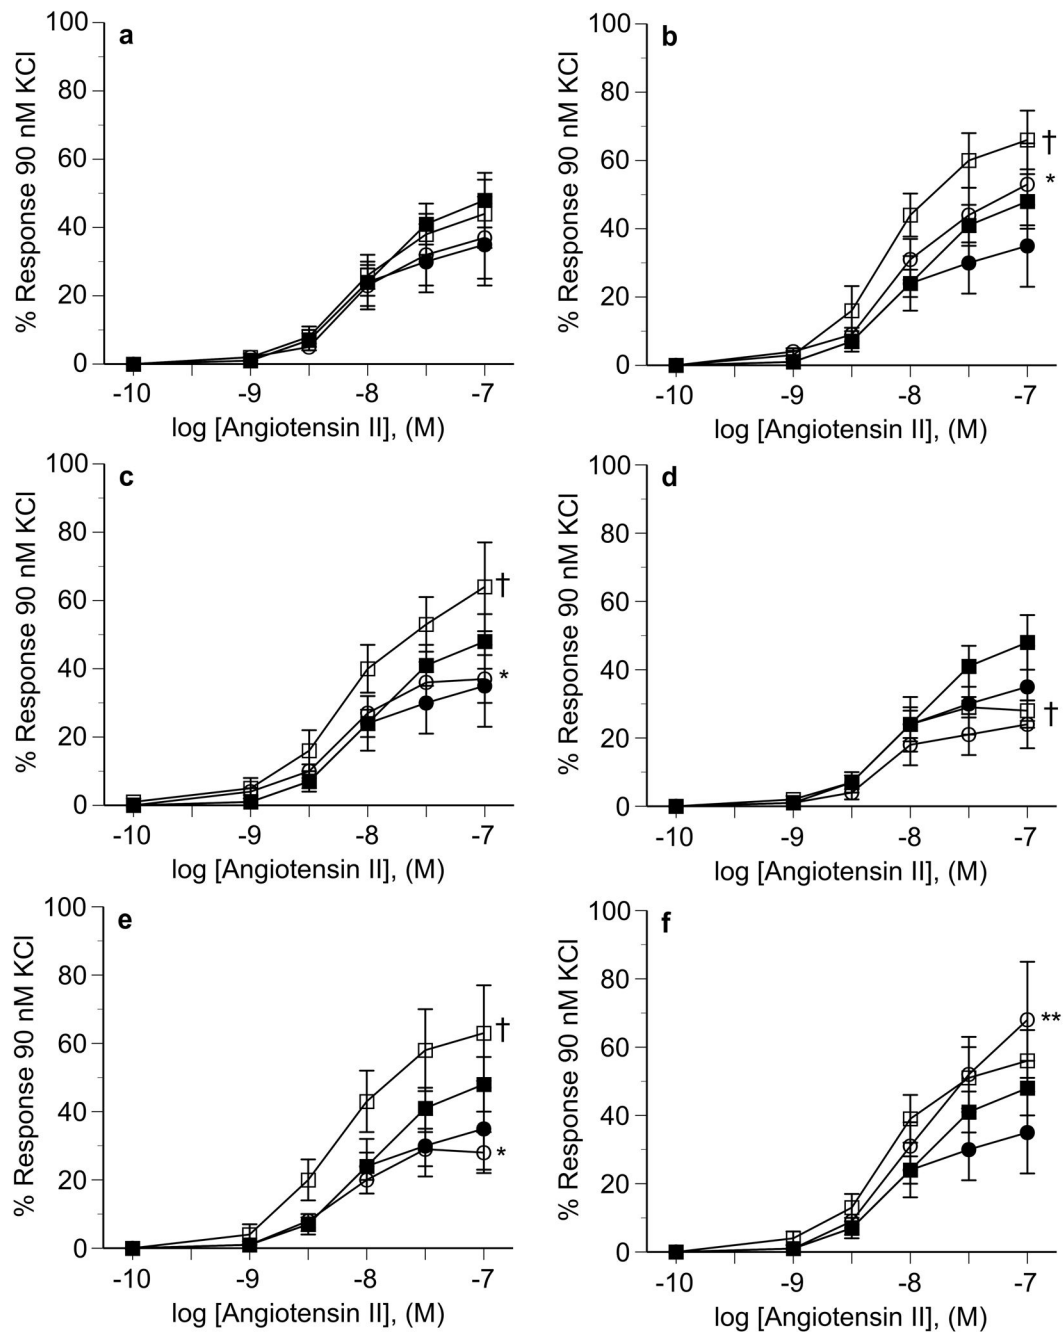 a
100
80
60
40
20
0
% Response 90 nM KCl
-10 -9 -8 -7
log [Angiotensin II], (M)
b
100
80
60
40
20
0
% Response 90 nM KCl
†
*
-10 -9 -8 -7
log [Angiotensin II], (M)
c
100
80
60
40
20
0
% Response 90 nM KCl
†
*
-10 -9 -8 -7
log [Angiotensin II], (M)
d
100
80
60
40
20
0
% Response 90 nM KCl
†
-10 -9 -8 -7
log [Angiotensin II], (M)
e
100
80
60
40
20
0
% Response 90 nM KCl
†
*
-10 -9 -8 -7
log [Angiotensin II], (M)
f
100
80
60
40
20
0
% Response 90 nM KCl
**
-10 -9 -8 -7
log [Angiotensin II], (M)